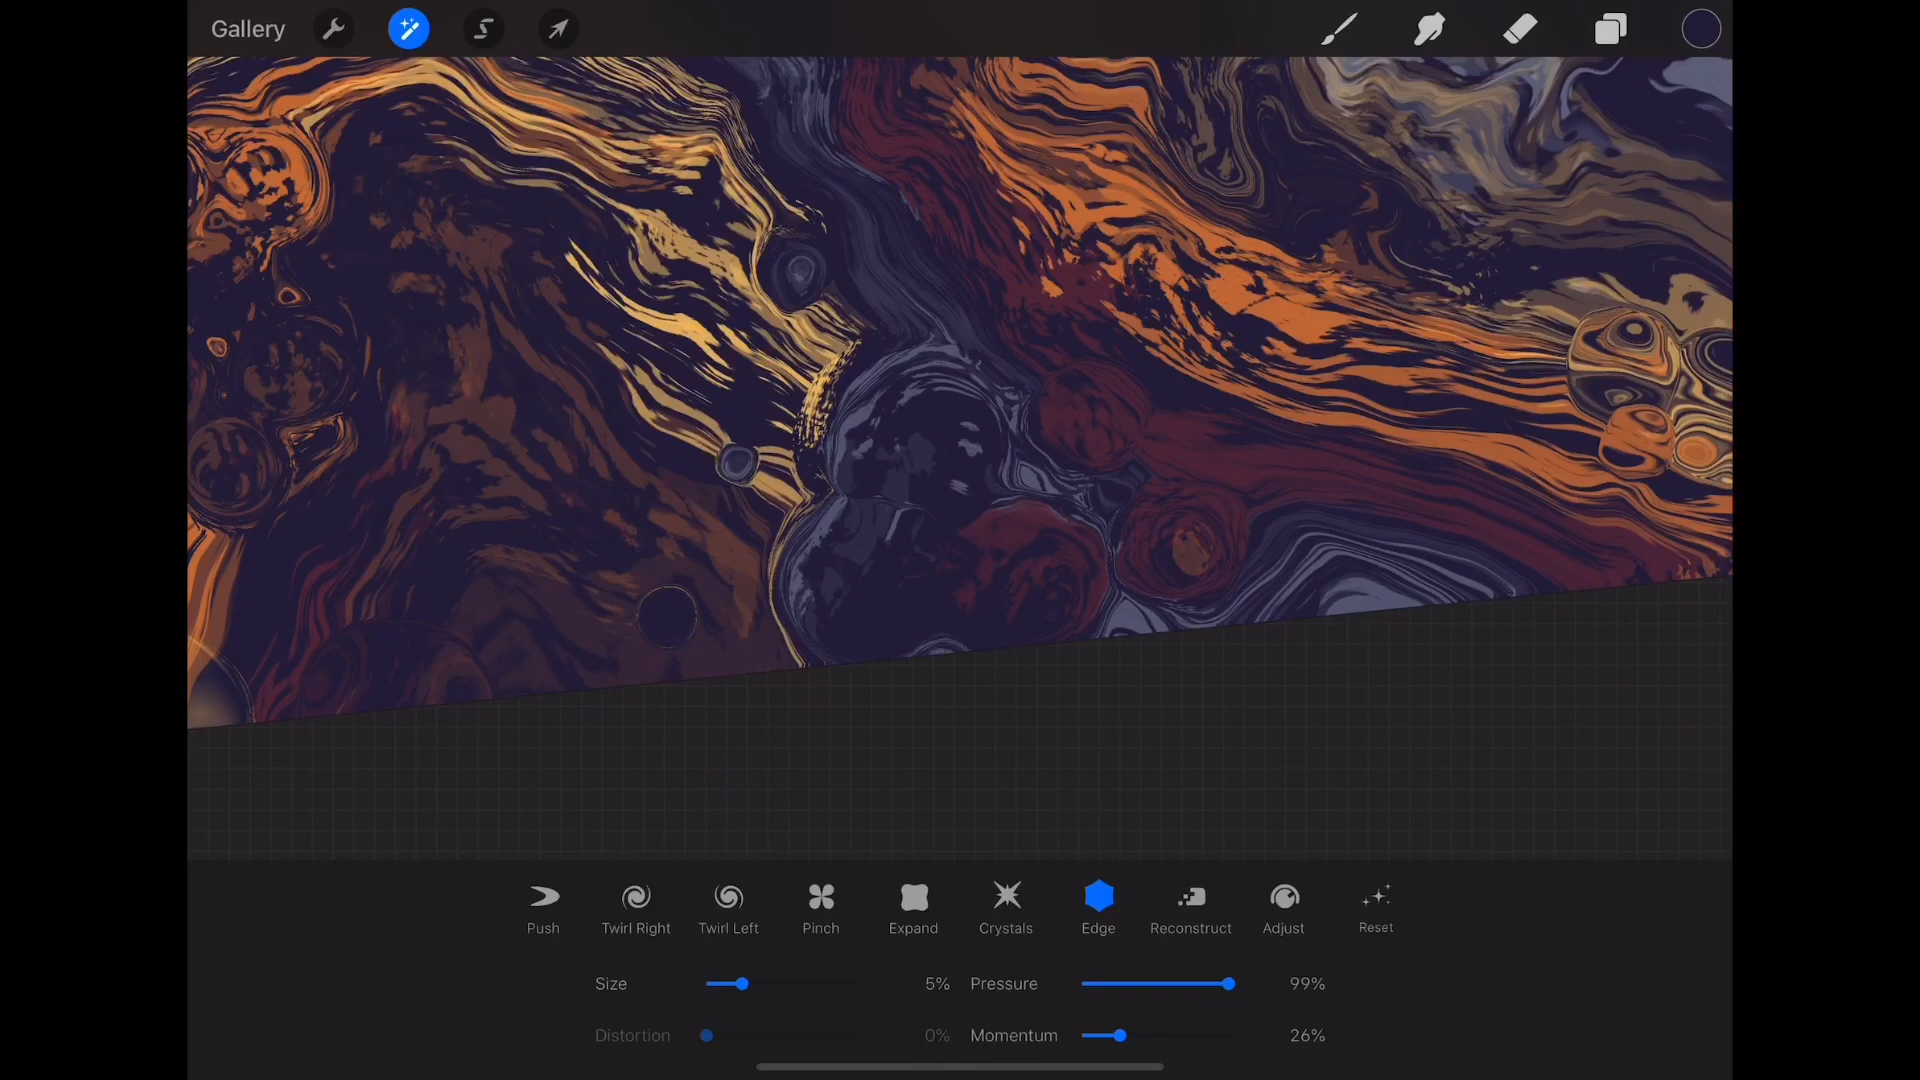 Gallery
Push Twirl Right Twirl Left Pinch Expand Crystals Edge Reconstruct Adjust Reset
Size 5% Pressure 99%
Distortion 0% Momentum 26%